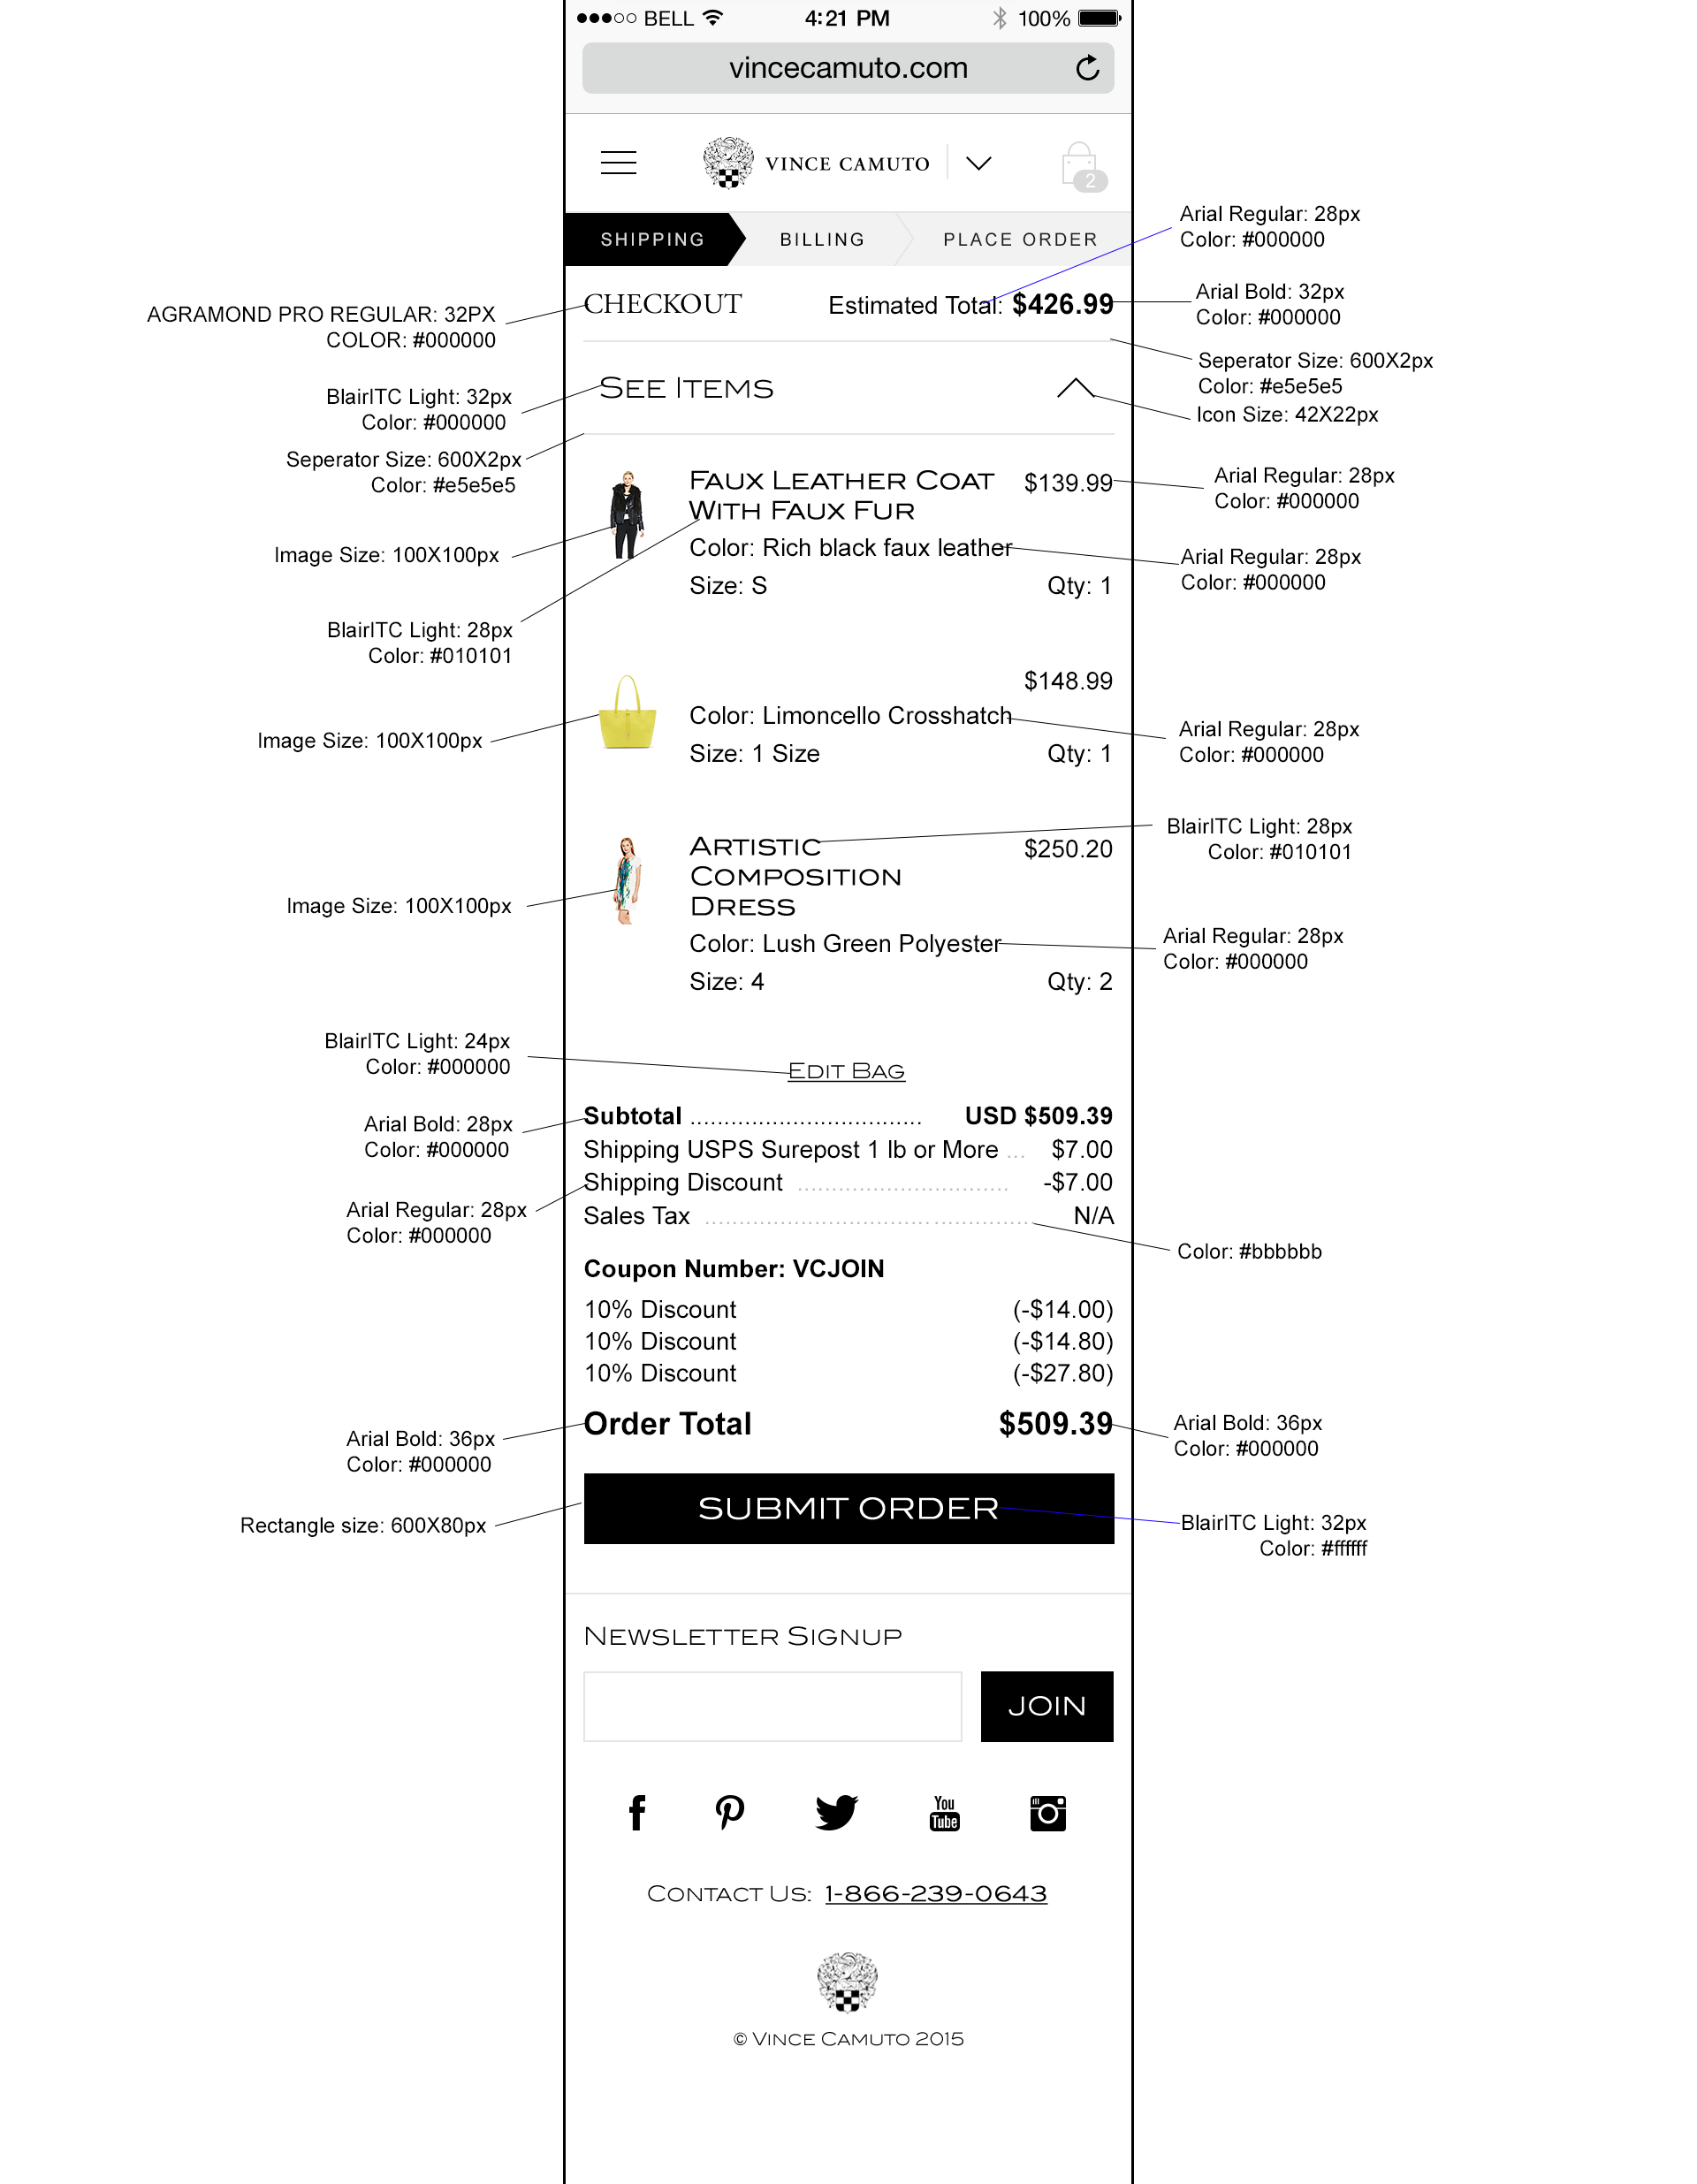 BELL 4:21 PM 100%
vincecamuto.com
VINCE CAMUTO 2
SHIPPING BILLING PLACE ORDER
Arial Regular: 28px
Color: #000000
CHECKOUT Estimated Total: $426.99
Arial Bold: 32px
Color: #000000
AGRAMOND PRO REGULAR: 32PX
COLOR: #000000
Seperator Size: 600X2px
Color: #e5e5e5
SEE ITEMS
BlairITC Light: 32px
Color: #000000
Icon Size: 42X22px
Seperator Size: 600X2px
Color: #e5e5e5
FAUX LEATHER COAT $139.99
WITH FAUX FUR
Arial Regular: 28px
Color: #000000
Color: Rich black faux leather
Image Size: 100X100px
Arial Regular: 28px
Color: #000000
Size: S Qty: 1
BlairITC Light: 28px
Color: #010101
$148.99
Color: Limoncello Crosshatch
Image Size: 100X100px
Arial Regular: 28px
Color: #000000
Size: 1 Size Qty: 1
BlairITC Light: 28px
Color: #010101
ARTISTIC $250.20
COMPOSITION
DRESS
Image Size: 100X100px
Color: Lush Green Polyester
Arial Regular: 28px
Color: #000000
Size: 4 Qty: 2
BlairITC Light: 24px
Color: #000000
EDIT BAG
Subtotal .................................. USD $509.39
Arial Bold: 28px
Color: #000000
Shipping USPS Surepost 1 lb or More ... $7.00
Shipping Discount ............................... -$7.00
Arial Regular: 28px
Color: #000000
Sales Tax ................................................ N/A
Color: #bbbbbb
Coupon Number: VCJOIN
10% Discount (-$14.00)
10% Discount (-$14.80)
10% Discount (-$27.80)
Order Total $509.39
Arial Bold: 36px
Color: #000000
Arial Bold: 36px
Color: #000000
SUBMIT ORDER
Rectangle size: 600X80px
BlairITC Light: 32px
Color: #ffffff
NEWSLETTER SIGNUP
JOIN
You
Tube
CONTACT US: 1-866-239-0643
© VINCE CAMUTO 2015